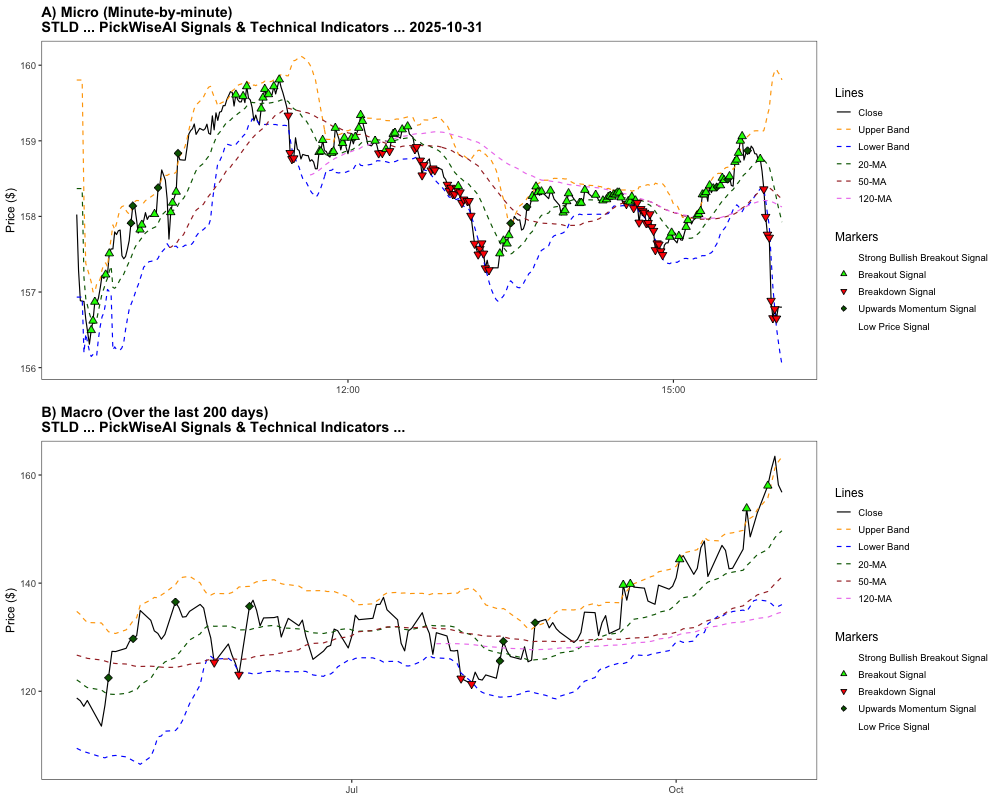 A) Micro (Minute-by-minute)
STLD ... PickWiseAI Signals & Technical Indicators ... 2025-10-31
Price ($)
160
159
158
157
156
12:00
15:00
Lines
Close
Upper Band
Lower Band
20-MA
50-MA
120-MA
Markers
Strong Bullish Breakout Signal
Breakout Signal
Breakdown Signal
Upwards Momentum Signal
Low Price Signal
B) Macro (Over the last 200 days)
STLD ... PickWiseAI Signals & Technical Indicators ...
Price ($)
160
140
120
Jul
Oct
Lines
Close
Upper Band
Lower Band
20-MA
50-MA
120-MA
Markers
Strong Bullish Breakout Signal
Breakout Signal
Breakdown Signal
Upwards Momentum Signal
Low Price Signal